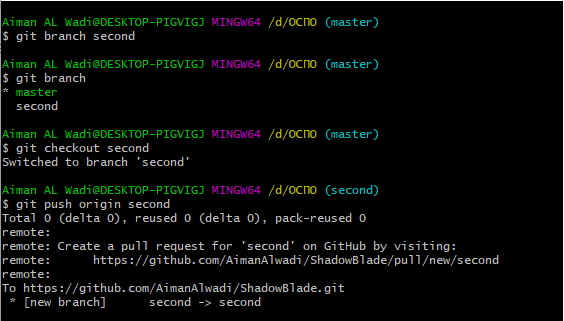 Aiman AL Wadi@DESKTOP-PIGVIGJ MINGW64 /d/ОСПО (master)
$ git branch second
Aiman AL Wadi@DESKTOP-PIGVIGJ MINGW64 /d/ОСПО (master)
$ git branch
* master
  second
Aiman AL Wadi@DESKTOP-PIGVIGJ MINGW64 /d/ОСПО (master)
$ git checkout second
Switched to branch 'second'
Aiman AL Wadi@DESKTOP-PIGVIGJ MINGW64 /d/ОСПО (second)
$ git push origin second
Total 0 (delta 0), reused 0 (delta 0), pack-reused 0
remote:
remote: Create a pull request for 'second' on GitHub by visiting:
remote:      https://github.com/AimanAlwadi/ShadowBlade/pull/new/second
remote:
To https://github.com/AimanAlwadi/ShadowBlade.git
 * [new branch]      second -> second